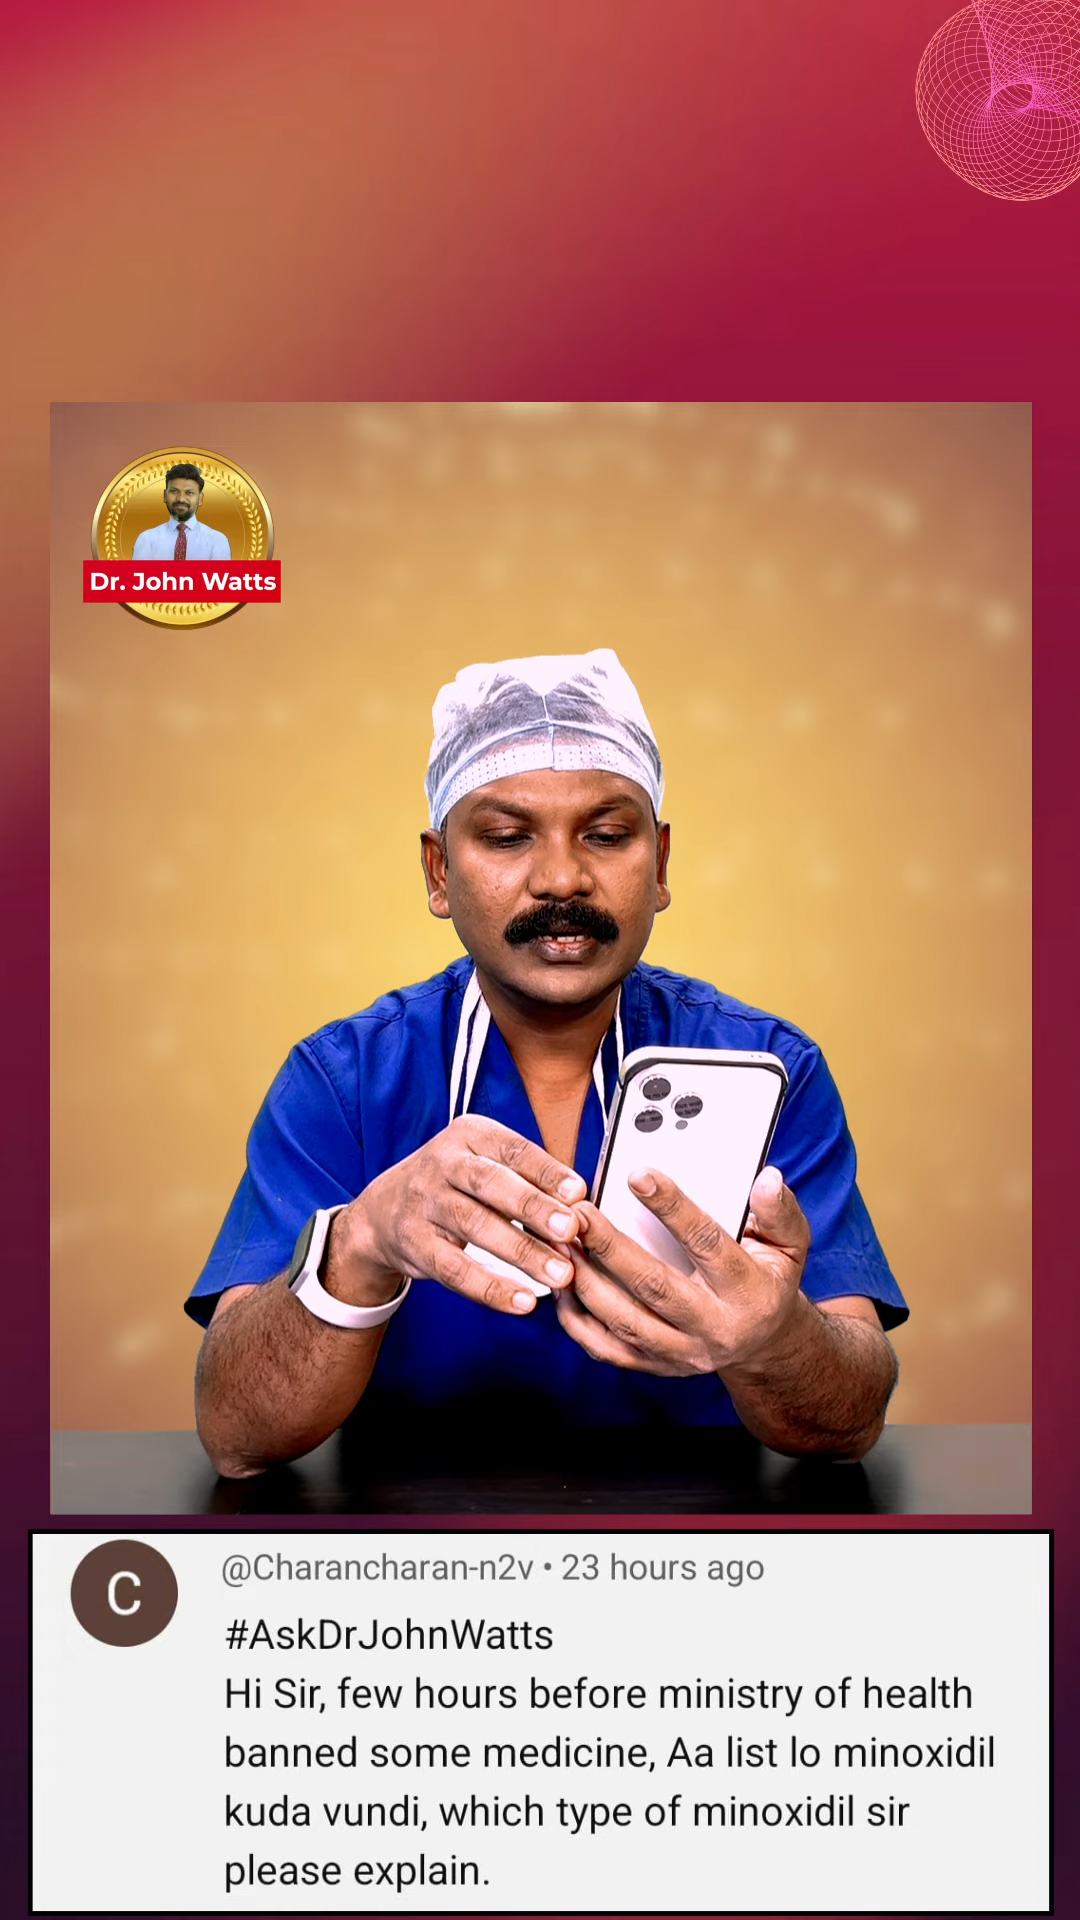 Dr. John Watts
C
@Charancharan-n2v • 23 hours ago
#AskDrJohnWatts
Hi Sir, few hours before ministry of health
banned some medicine, Aa list lo minoxidil
kuda vundi, which type of minoxidil sir
please explain.